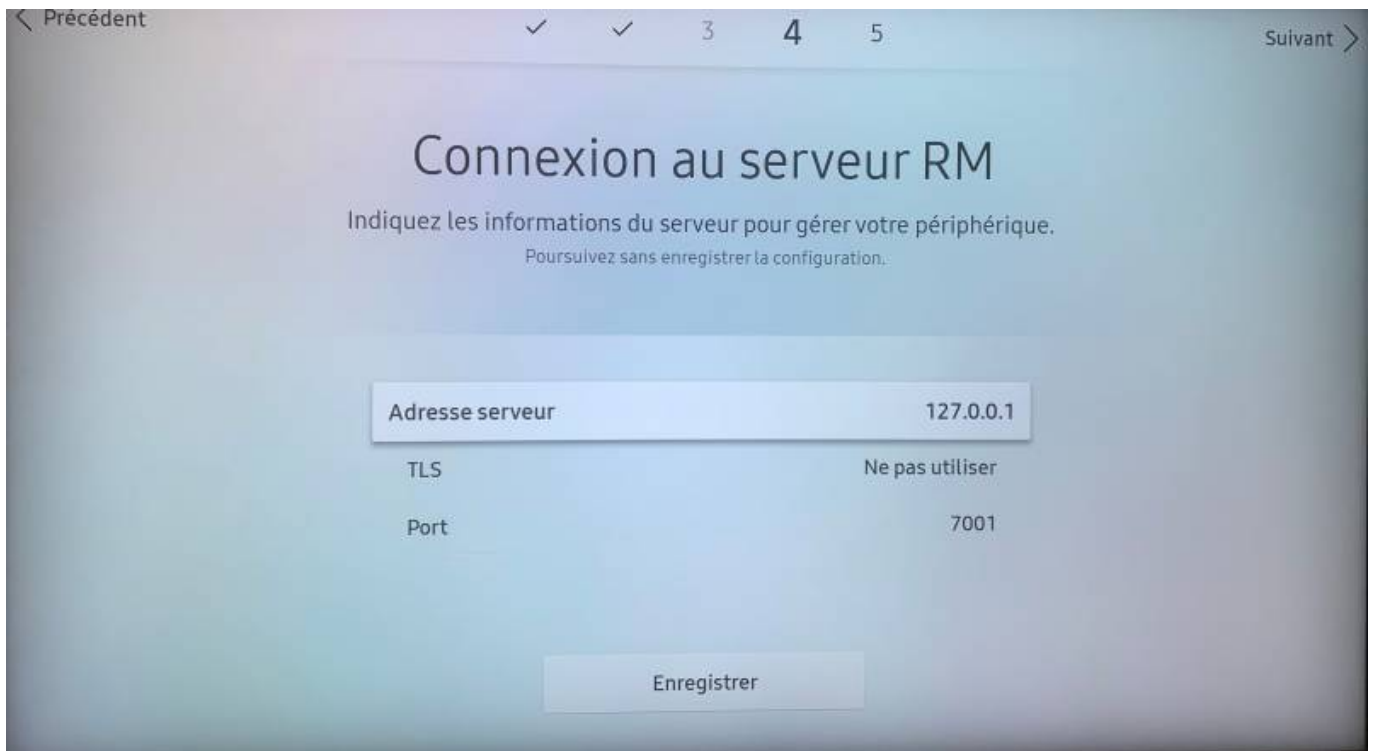 Précédent
3 4 5
Suivant
Connexion au serveur RM
Indiquez les informations du serveur pour gérer votre périphérique.
Poursuivez sans enregistrer la configuration.
Adresse serveur 127.0.0.1
TLS Ne pas utiliser
Port 7001
Enregistrer